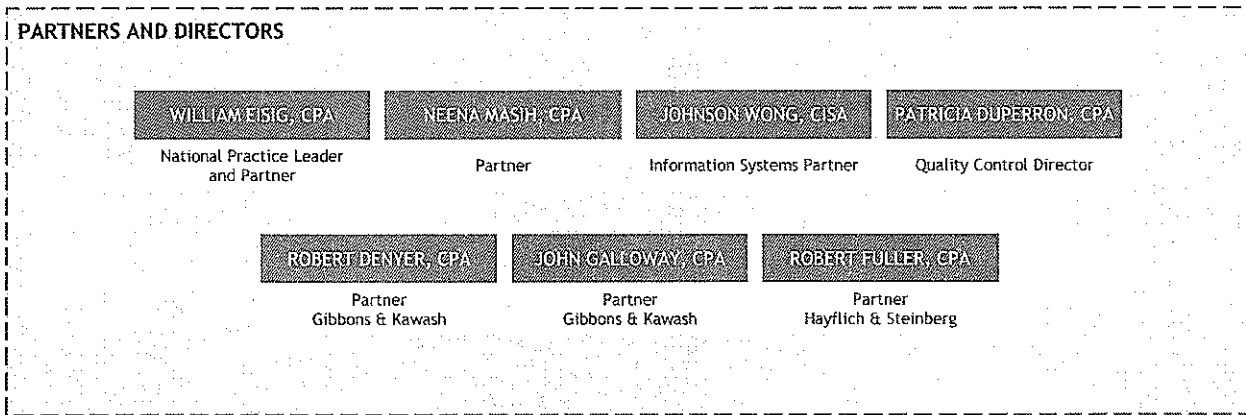 PARTNERS AND DIRECTORS
WILLIAM EISIG, CPA
NEENA MASIH, CPA
JOHNSON WONG, CISA
PATRICIA DUPERRON, CPA
National Practice Leader
and Partner
Partner
Information Systems Partner
Quality Control Director
ROBERT DENYER, CPA
JOHN GALLOWAY, CPA
ROBERT FULLER, CPA
Partner
Gibbons & Kawash
Partner
Gibbons & Kawash
Partner
Hayflich & Steinberg